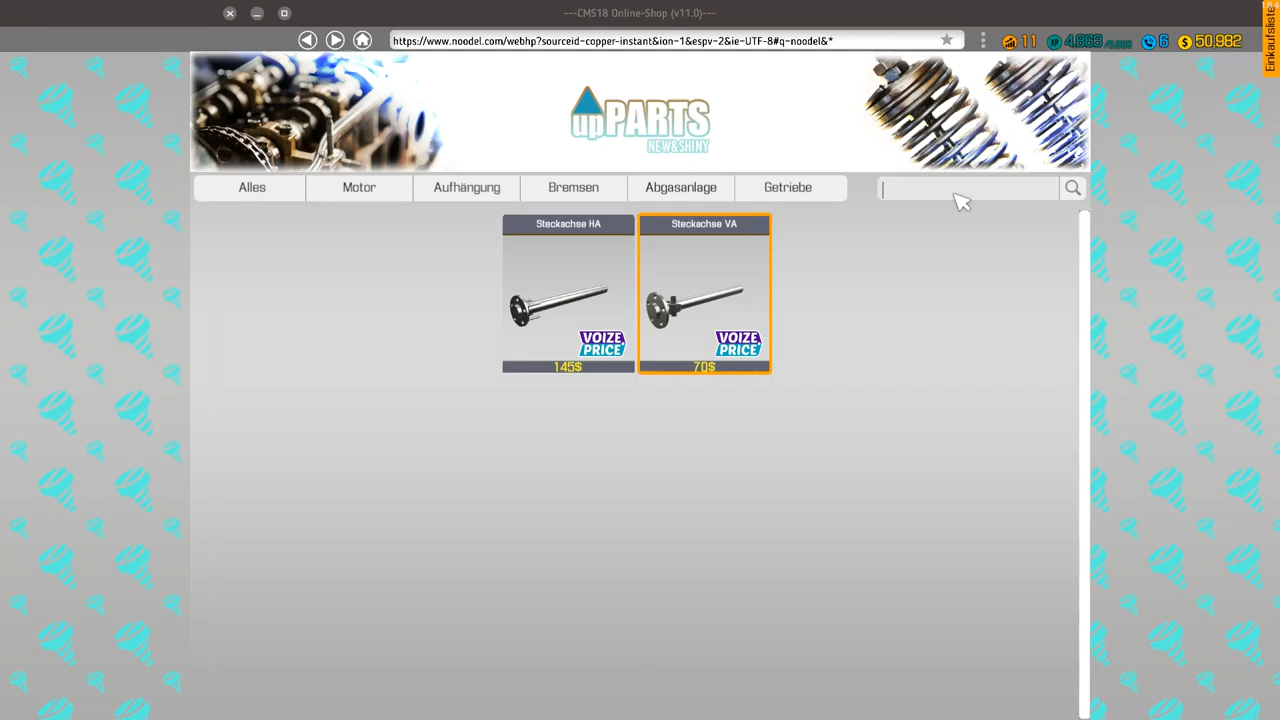 ---CMS18 Online-Shop (v11.0)---
https://www.noodel.com/webhp?sourceid-copper-instant&ion-1&espv-2&ie-UTF-8#q-noodel&*
11 XP 4,863 6 $ 50,982
Einkaufsliste
upPARTS
NEW&SHINY
Alles Motor Aufhängung Bremsen Abgasanlage Getriebe
Steckachse HA Steckachse VA
VOIZE PRICE VOIZE PRICE
145$ 70$